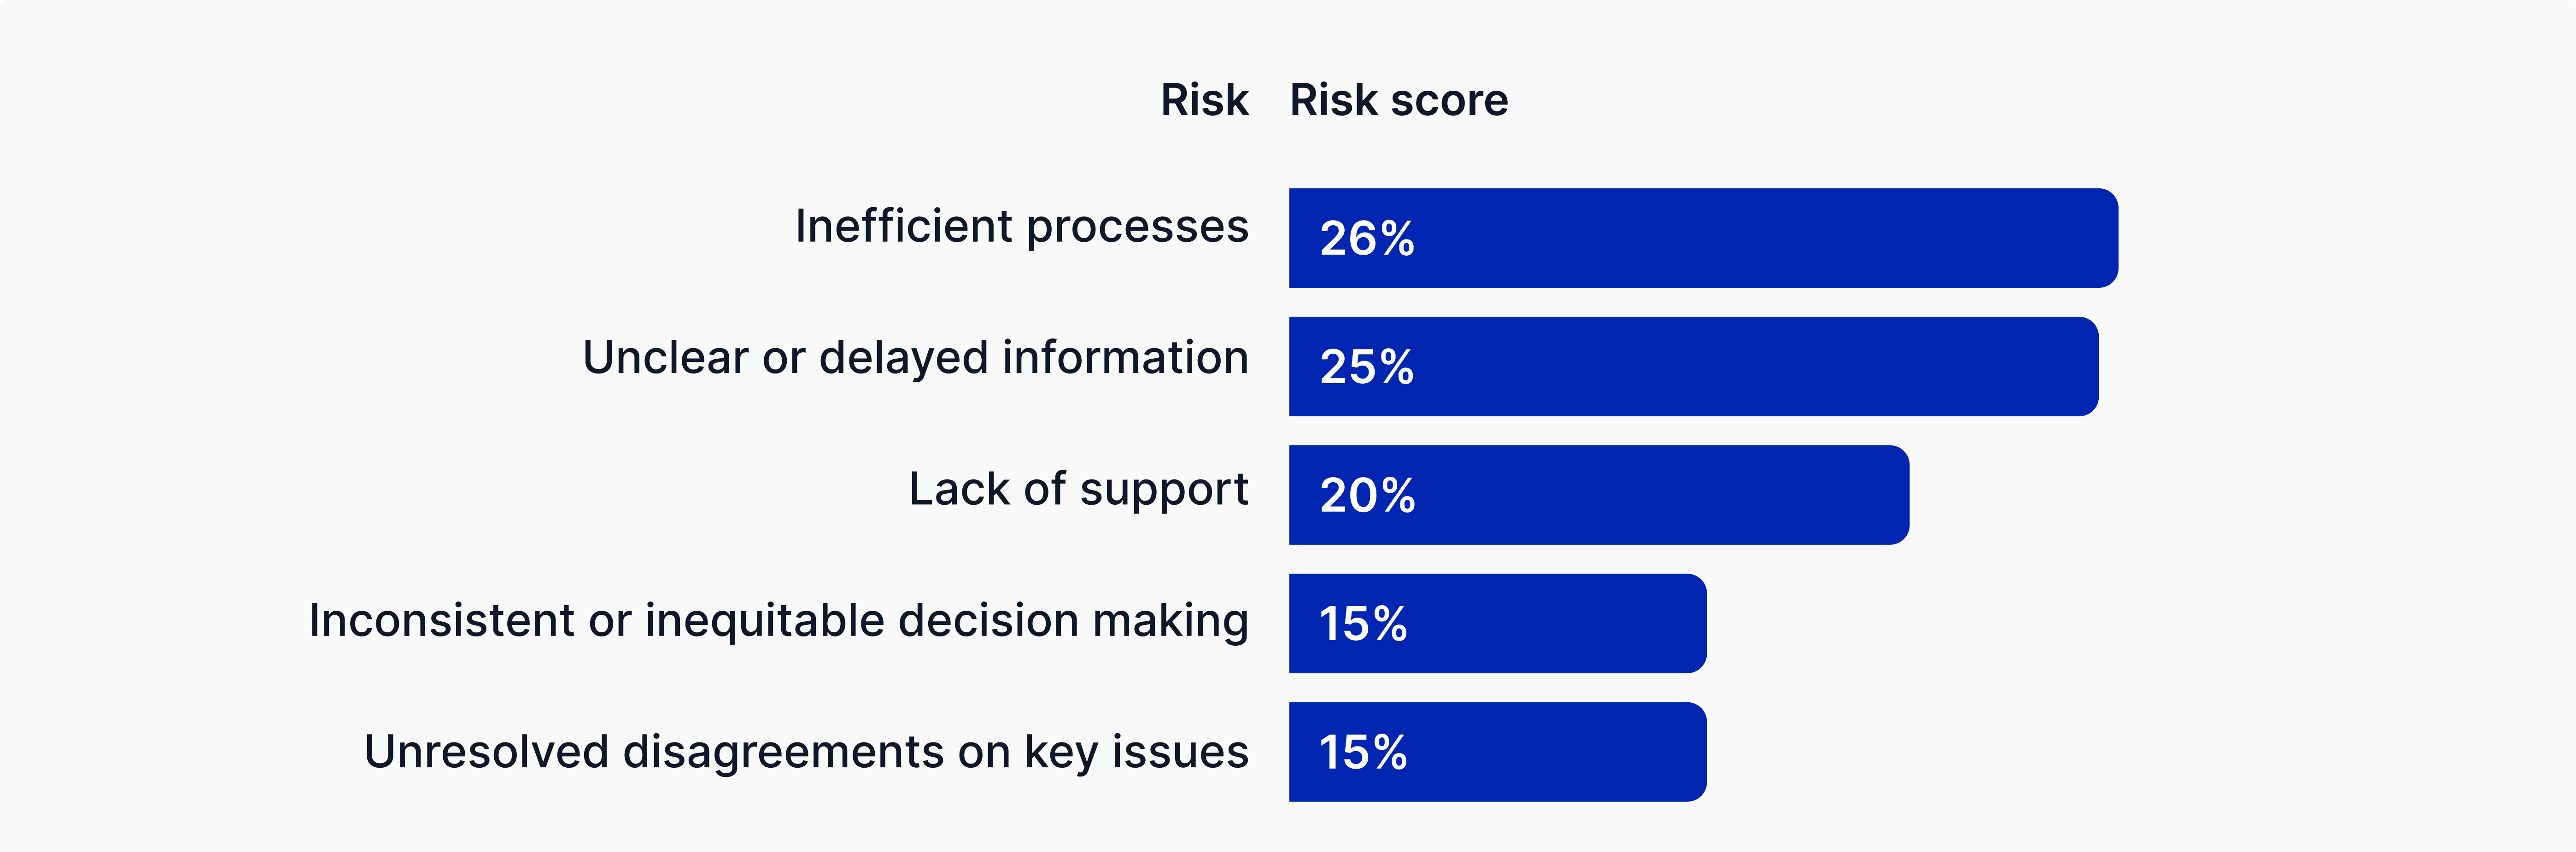 Risk Risk score
Inefficient processes 26%
Unclear or delayed information 25%
Lack of support 20%
Inconsistent or inequitable decision making 15%
Unresolved disagreements on key issues 15%